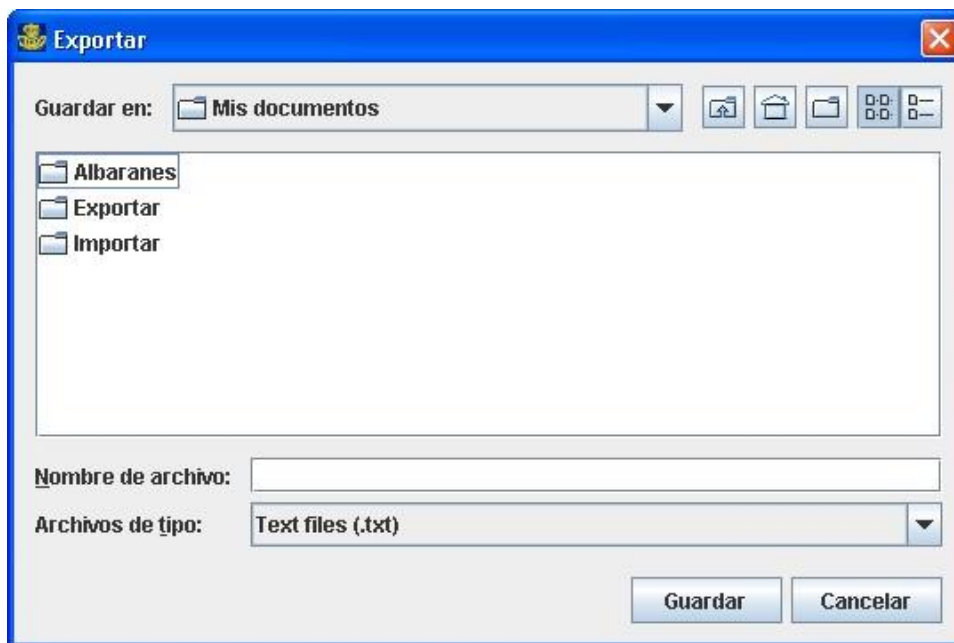 Exportar
Guardar en: Mis documentos
Albaranes
Exportar
Importar
Nombre de archivo:
Archivos de tipo: Text files (.txt)
Guardar Cancelar